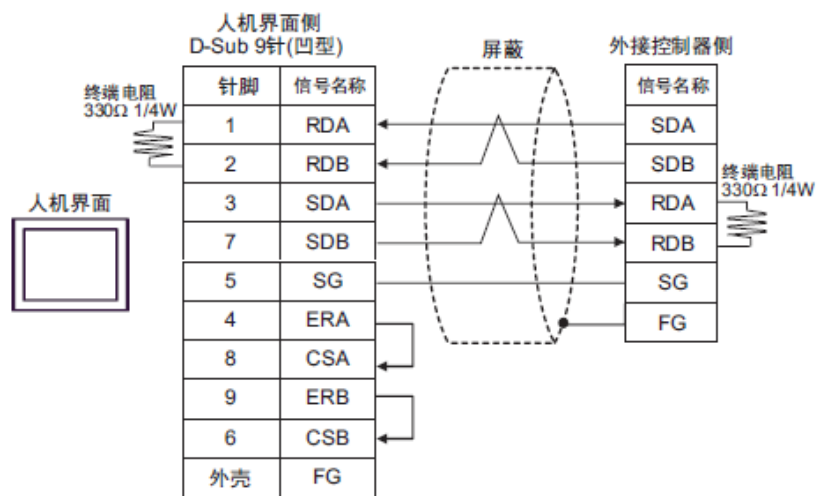 人机界面侧
D-Sub 9针(凹型)
屏蔽
外接控制器侧
终端电阻
330Ω 1/4W
针脚 信号名称
信号名称
1 RDA
SDA
2 RDB
SDB
人机界面
3 SDA
RDA
终端电阻
330Ω 1/4W
7 SDB
RDB
5 SG
SG
4 ERA
FG
8 CSA
9 ERB
6 CSB
外壳 FG